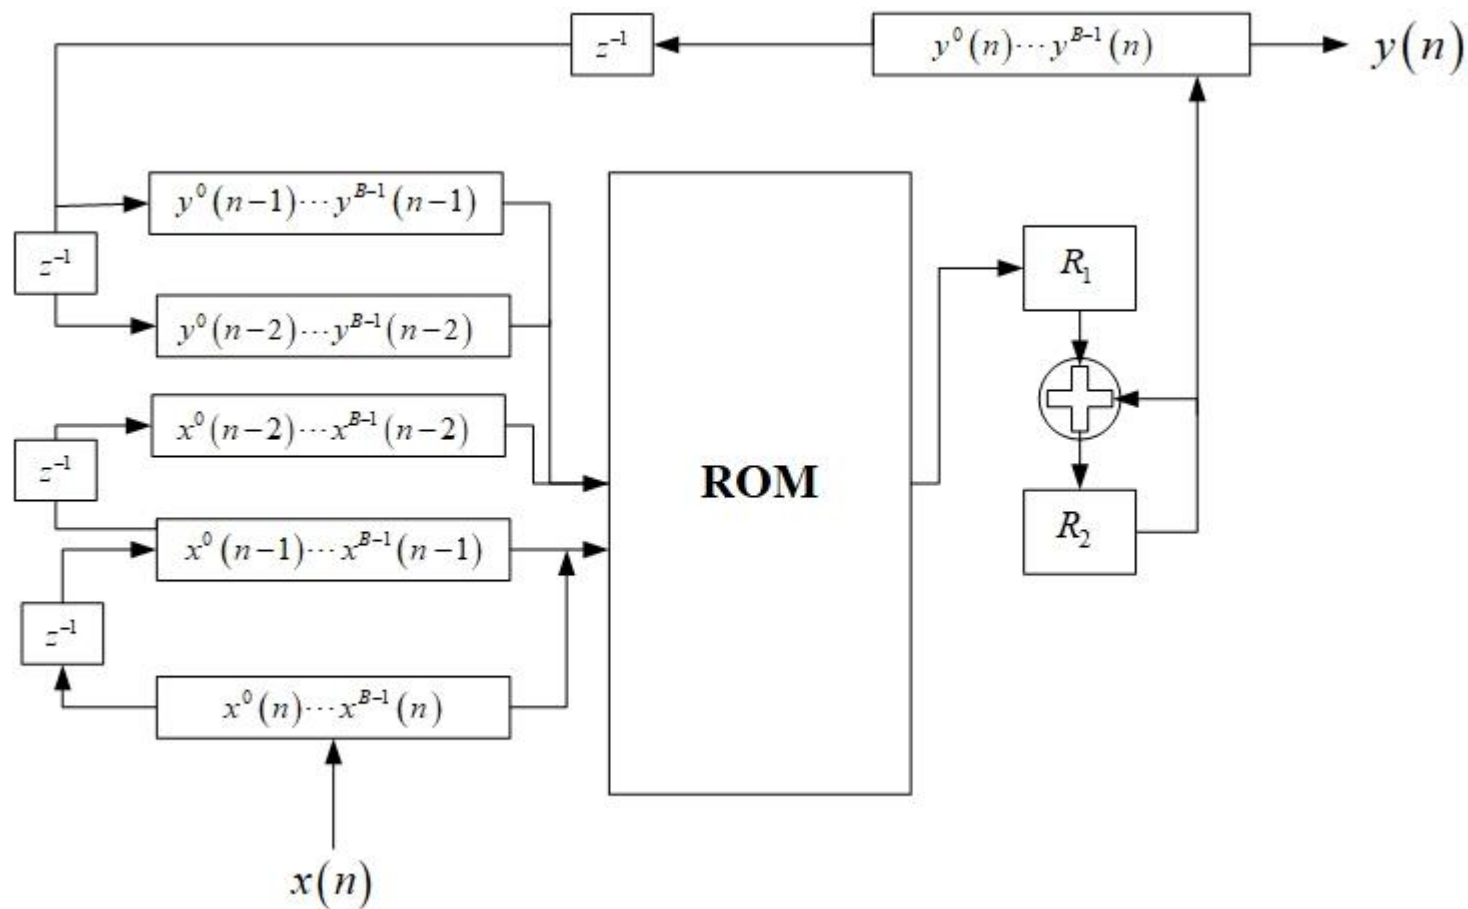 z⁻¹
y⁰(n)⋯y^{B-1}(n)
y(n)
y⁰(n-1)⋯y^{B-1}(n-1)
z⁻¹
y⁰(n-2)⋯y^{B-1}(n-2)
x⁰(n-2)⋯x^{B-1}(n-2)
z⁻¹
x⁰(n-1)⋯x^{B-1}(n-1)
z⁻¹
x⁰(n)⋯x^{B-1}(n)
x(n)
ROM
R₁
R₂